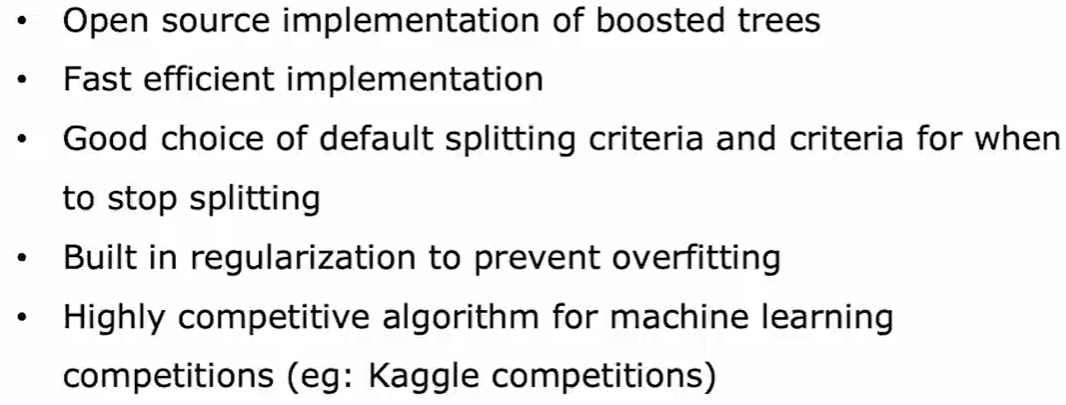 • Open source implementation of boosted trees
• Fast efficient implementation
• Good choice of default splitting criteria and criteria for when
to stop splitting
• Built in regularization to prevent overfitting
• Highly competitive algorithm for machine learning
competitions (eg: Kaggle competitions)